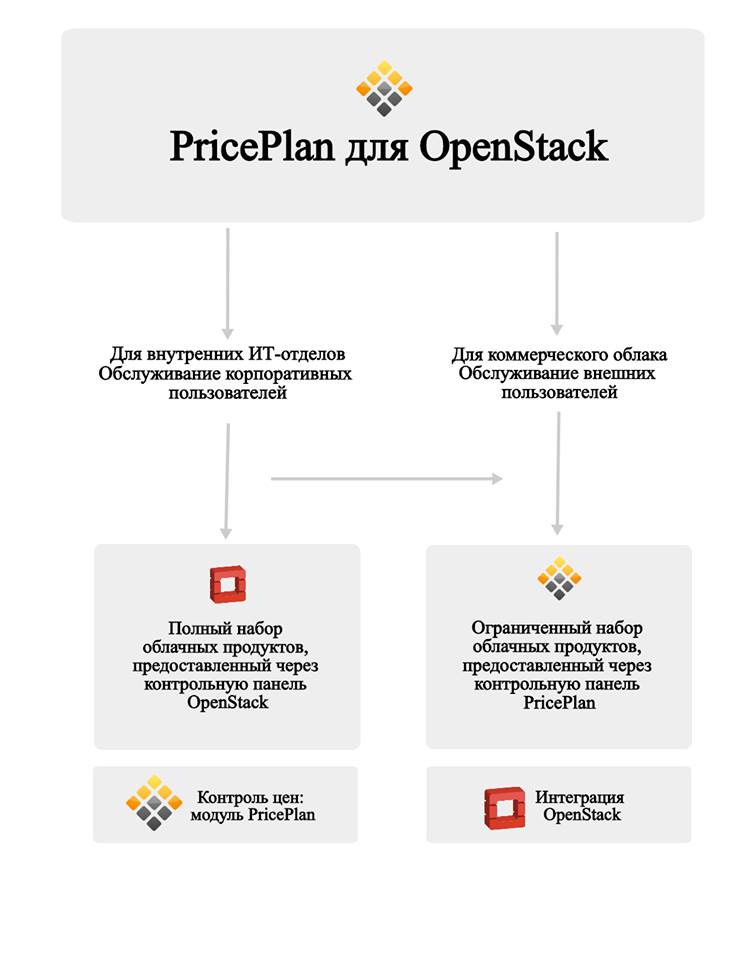 PricePlan для OpenStack
Для внутренних ИТ-отделов
Обслуживание корпоративных
пользователей
Для коммерческого облака
Обслуживание внешних
пользователей
Полный набор
облачных продуктов,
предоставленный через
контрольную панель
OpenStack
Ограниченный набор
облачных продуктов,
предоставленный через
контрольную панель
PricePlan
Контроль цен:
модуль PricePlan
Интеграция
OpenStack